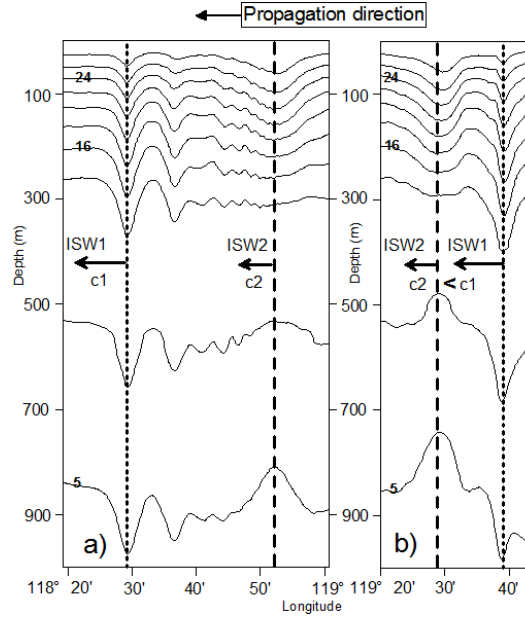 Propagation direction
24
24
100
100
16
16
300
300
ISW1
ISW2
ISW2
ISW1
c1
c2
c2 < c1
500
500
700
700
5
5
900
900
a)
b)
118° 20' 30' 40' 50' 119°
118° 20' 30' 40'
Longitude
Depth (m)
Depth (m)